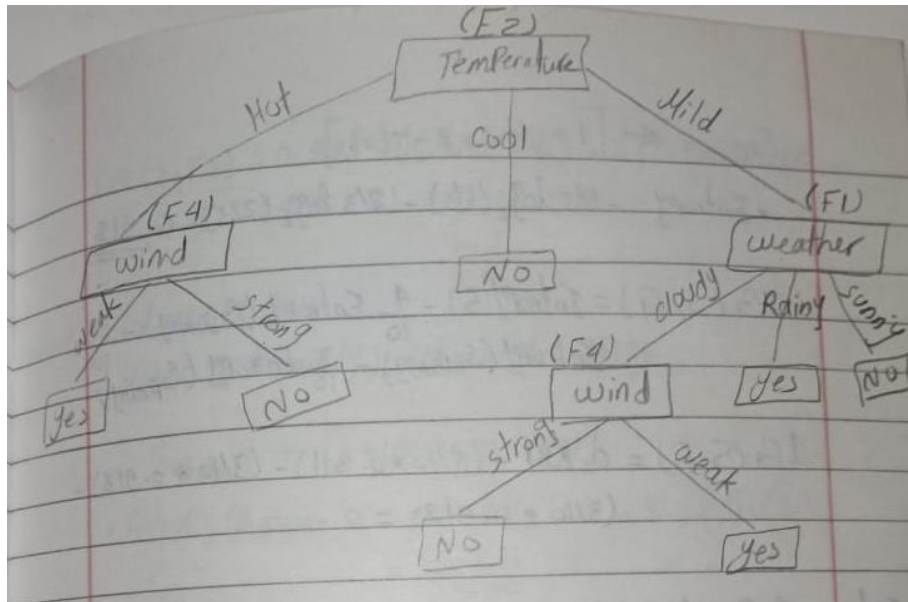 (F2)
Temperature
Hot
Cool
Mild
(F4)
wind
NO
(F1)
weather
weak
strong
cloudy
Rainy
sunny
yes
NO
(F4)
wind
yes
NO
strong
weak
NO
yes